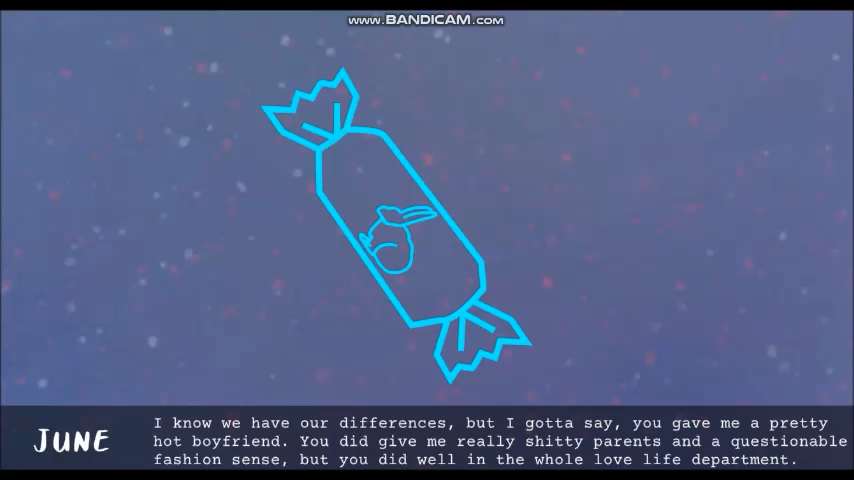 www.BANDICAM.com
JUNE
I know we have our differences, but I gotta say, you gave me a pretty
hot boyfriend. You did give me really shitty parents and a questionable
fashion sense, but you did well in the whole love life department.